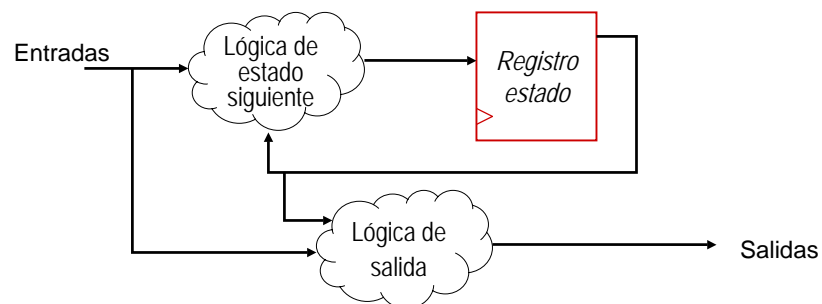 Entradas
Lógica de
estado
siguiente
Registro
estado
Lógica de
salida
Salidas